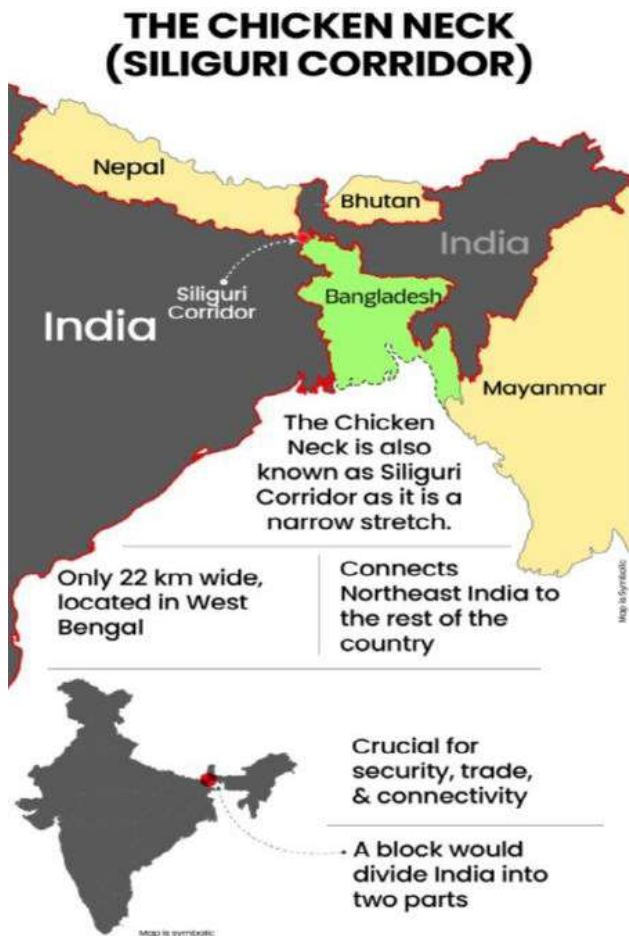 THE CHICKEN NECK
(SILIGURI CORRIDOR)
Nepal
Bhutan
India
Siliguri
Corridor
Bangladesh
India
Mayanmar
The Chicken
Neck is also
known as Siliguri
Corridor as it is a
narrow stretch.
Map is Symbolic
Only 22 km wide,
located in West
Bengal
Connects
Northeast India to
the rest of the
country
Crucial for
security, trade,
& connectivity
A block would
divide India into
two parts
Map is symbolic